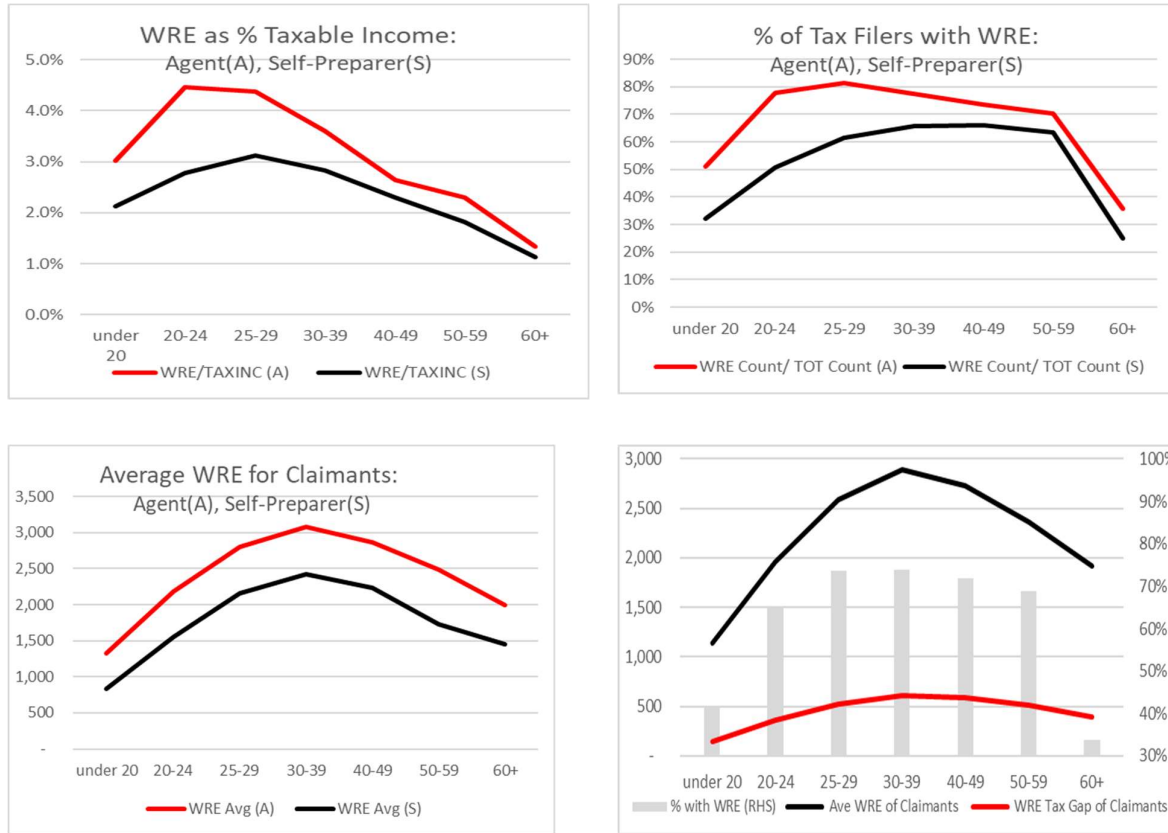 WRE as % Taxable Income:
Agent(A), Self-Preparer(S)
5.0%
4.0%
3.0%
2.0%
1.0%
0.0%
under 20 20-24 25-29 30-39 40-49 50-59 60+
WRE/TAXINC (A) WRE/TAXINC (S)
% of Tax Filers with WRE:
Agent(A), Self-Preparer(S)
90%
80%
70%
60%
50%
40%
30%
20%
10%
0%
under 20 20-24 25-29 30-39 40-49 50-59 60+
WRE Count/ TOT Count (A) WRE Count/ TOT Count (S)
Average WRE for Claimants:
Agent(A), Self-Preparer(S)
3,500
3,000
2,500
2,000
1,500
1,000
500
-
under 20 20-24 25-29 30-39 40-49 50-59 60+
WRE Avg (A) WRE Avg (S)
3,000
2,500
2,000
1,500
1,000
500
-
100%
90%
80%
70%
60%
50%
40%
30%
under 20 20-24 25-29 30-39 40-49 50-59 60+
% with WRE (RHS) Ave WRE of Claimants WRE Tax Gap of Claimants